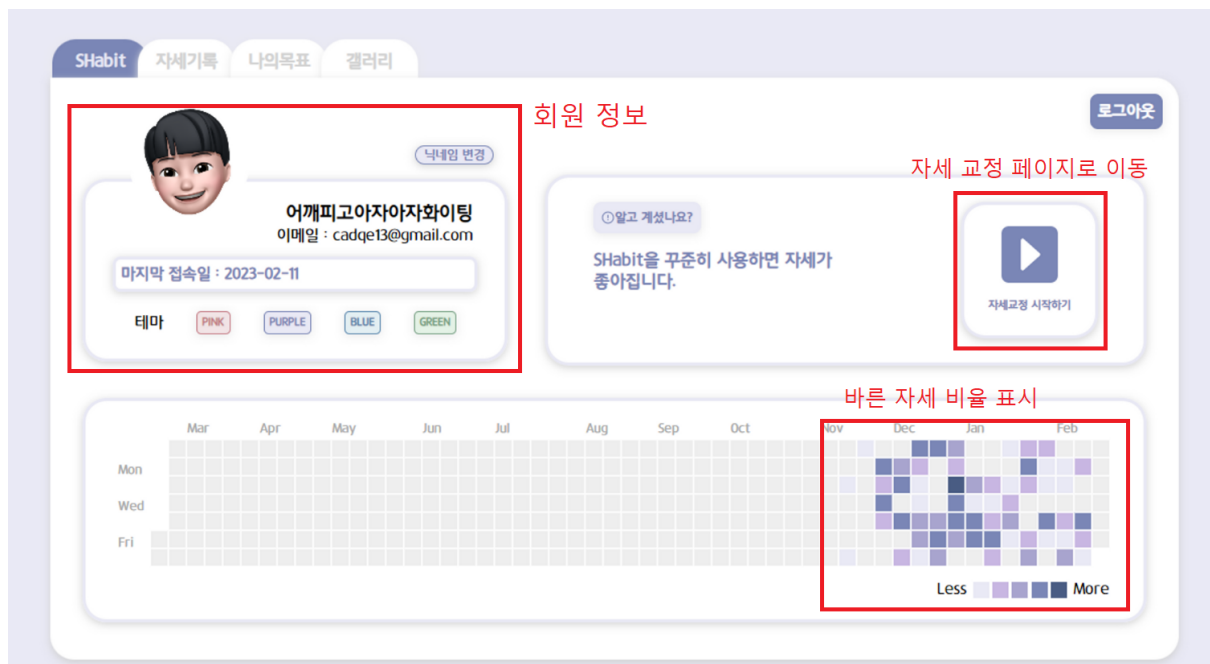 SHabit
자세기록
나의목표
갤러리
회원 정보
로그아웃
닉네임 변경
자세 교정 페이지로 이동
어깨피고아자아자화이팅
이메일 : cadqe13@gmail.com
마지막 접속일 : 2023-02-11
테마
PINK
PURPLE
BLUE
GREEN
알고 계셨나요?
SHabit을 꾸준히 사용하면 자세가
좋아집니다.
자세교정 시작하기
바른 자세 비율 표시
Mar
Apr
May
Jun
Jul
Aug
Sep
Oct
Nov
Dec
Jan
Feb
Mon
Wed
Fri
Less
More